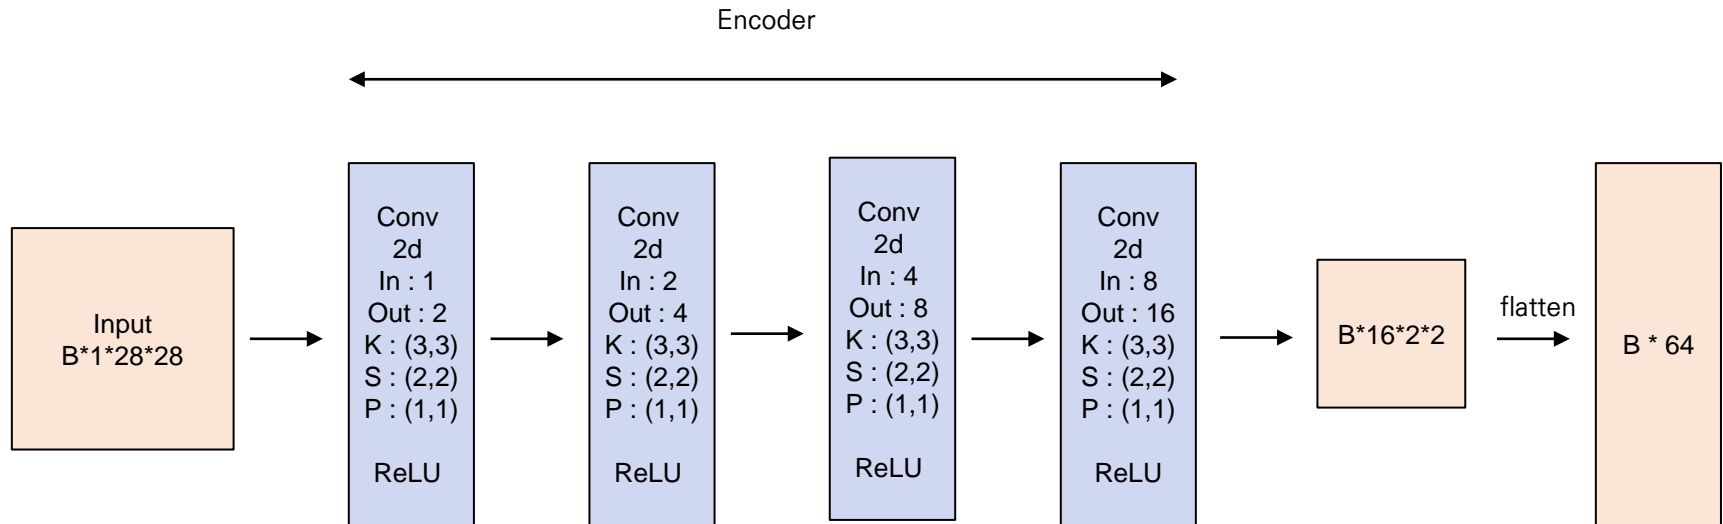 Encoder
Input
B*1*28*28
Conv
2d
In : 1
Out : 2
K : (3,3)
S : (2,2)
P : (1,1)
ReLU
Conv
2d
In : 2
Out : 4
K : (3,3)
S : (2,2)
P : (1,1)
ReLU
Conv
2d
In : 4
Out : 8
K : (3,3)
S : (2,2)
P : (1,1)
ReLU
Conv
2d
In : 8
Out : 16
K : (3,3)
S : (2,2)
P : (1,1)
ReLU
B*16*2*2
flatten
B * 64